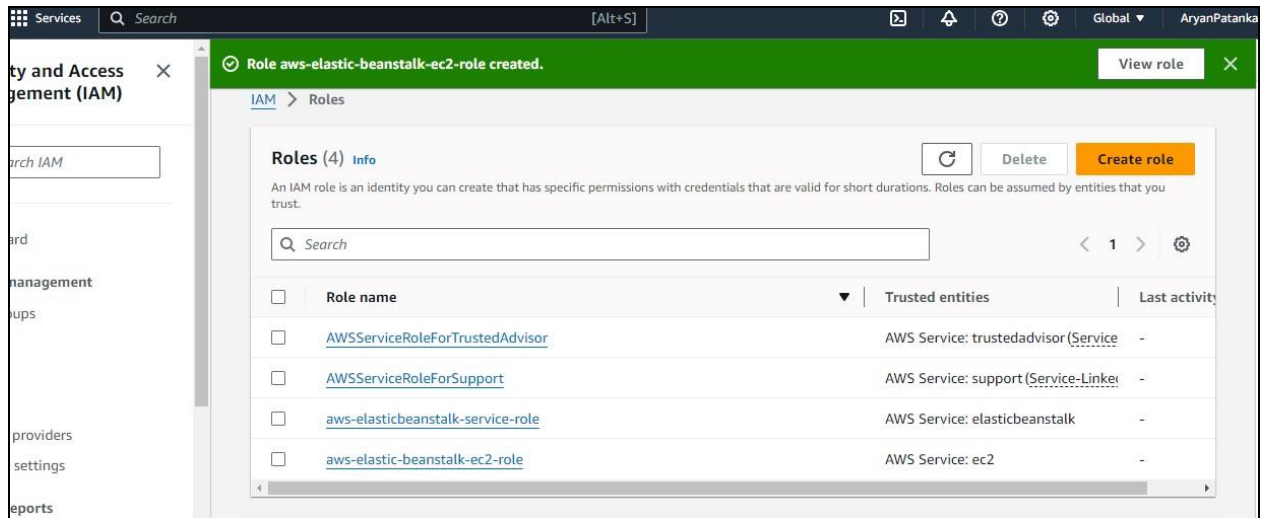 Services Search [Alt+S] Global ▼ AryanPatanka
ty and Access
gement (IAM)
arch IAM
ard
nanagement
ups
providers
settings
eports
Role aws-elastic-beanstalk-ec2-role created. View role
IAM > Roles
Roles (4) Info Delete Create role
An IAM role is an identity you can create that has specific permissions with credentials that are valid for short durations. Roles can be assumed by entities that you
trust.
Search < 1 >
Role name ▼ Trusted entities Last activity
AWSServiceRoleForTrustedAdvisor AWS Service: trustedadvisor (Service -
AWSServiceRoleForSupport AWS Service: support (Service-Linked -
aws-elasticbeanstalk-service-role AWS Service: elasticbeanstalk -
aws-elastic-beanstalk-ec2-role AWS Service: ec2 -